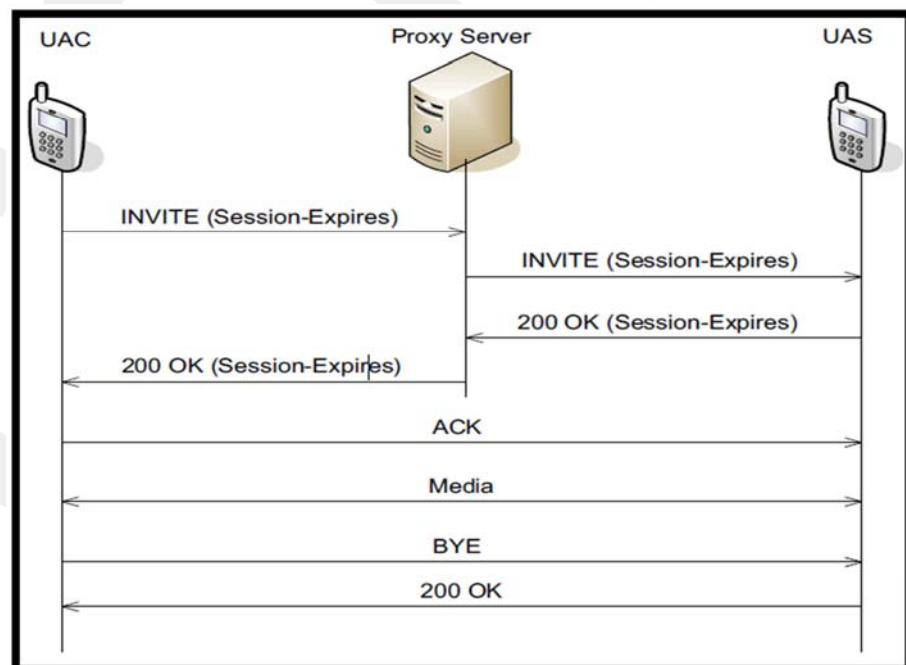 UAC
Proxy Server
UAS
INVITE (Session-Expires)
INVITE (Session-Expires)
200 OK (Session-Expires)
200 OK (Session-Expires)
ACK
Media
BYE
200 OK